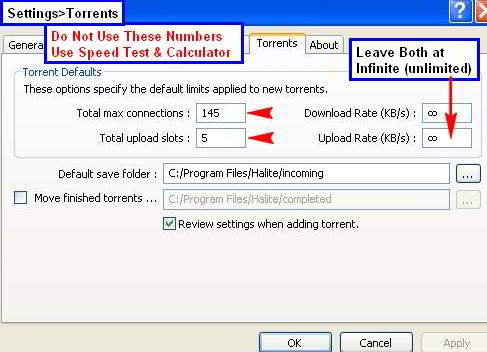 Settings>Torrents
Do Not Use These Numbers
Use Speed Test & Calculator
Genera
Torrents
About
Leave Both at
Infinite (unlimited)
Torrent Defaults
These options specify the default limits applied to new torrents.
Total max connections : 145
Download Rate (KB/s) : ∞
Total upload slots : 5
Upload Rate (KB/s) : ∞
Default save folder : C:/Program Files/Halite/incoming ...
Move finished torrents ... C:/Program Files/Halite/completed ...
Review settings when adding torrent.
OK
Cancel
Apply